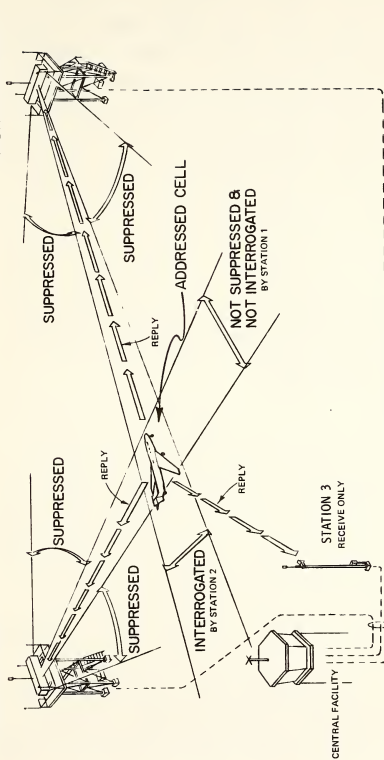 SUPPRESSED
SUPPRESSED
SUPPRESSED
SUPPRESSED
REPLY
REPLY
ADDRESSED CELL
NOT SUPPRESSED &
NOT INTERROGATED
BY STATION 1
INTERROGATED
BY STATION 2
REPLY
STATION 3
RECEIVE ONLY
CENTRAL FACILITY